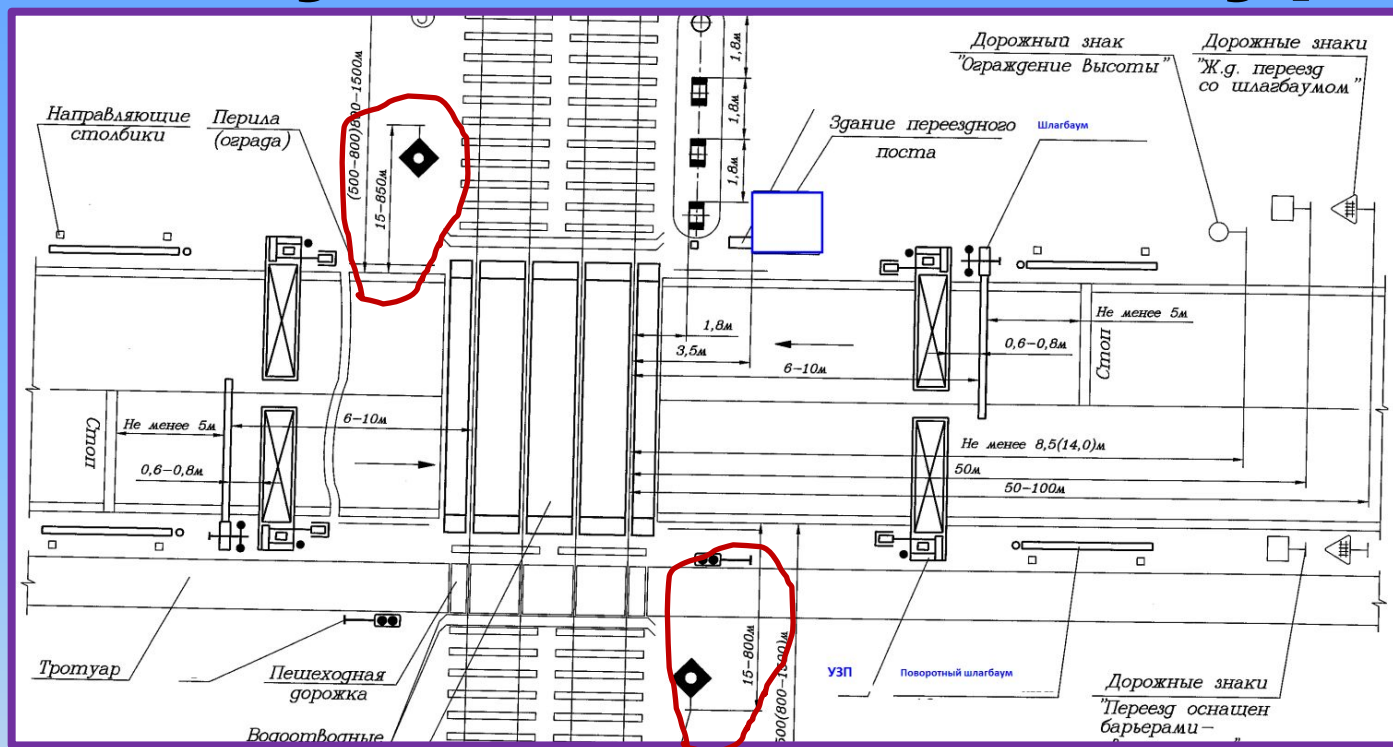 Дорожный знак
"Ограждение высоты"
Дорожные знаки
"Ж.д. переезд
со шлагбаумом"
Направляющие
столбики
Перила
(ограда)
(500-800)800-1500м
15-850м
1,8м
1,8м
1,8м
Здание переездного
поста
Шлагбаум
1,8м
3,5м
6-10м
Не менее 5м
0,6-0,8м
Стоп
Стоп
Не менее 5м
6-10м
0,6-0,8м
Не менее 8,5(14,0)м
50м
50-100м
15-800м
500(800-1500)м
Тротуар
Пешеходная
дорожка
Водоотводные
УЗП
Поворотный шлагбаум
Дорожные знаки
"Переезд оснащен
барьерами-